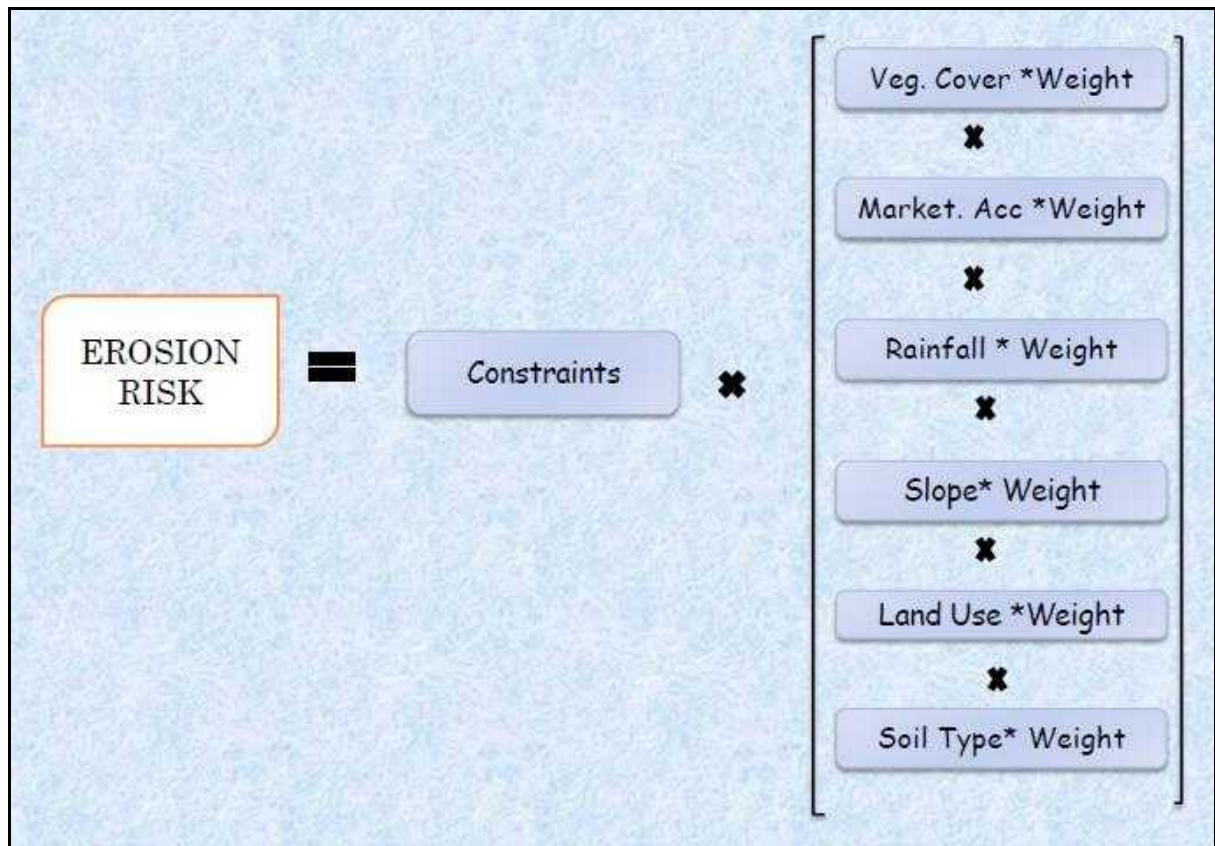 EROSION
RISK
=
Constraints
×
Veg. Cover *Weight
×
Market. Acc *Weight
×
Rainfall * Weight
×
Slope* Weight
×
Land Use *Weight
×
Soil Type* Weight